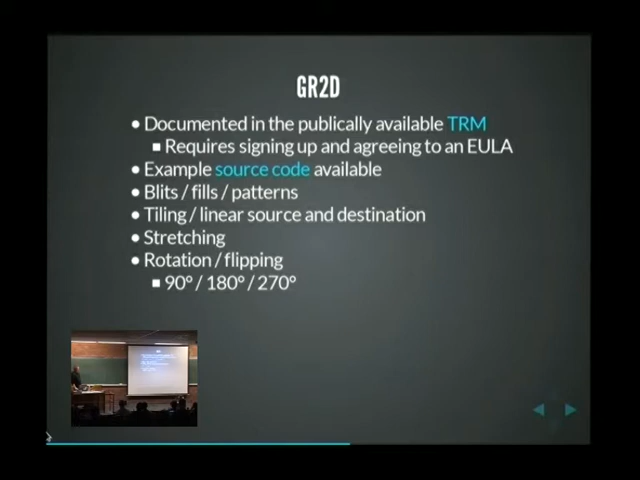 GR2D
• Documented in the publically available TRM
▪ Requires signing up and agreeing to an EULA
• Example source code available
• Blits / fills / patterns
• Tiling / linear source and destination
• Stretching
• Rotation / flipping
▪ 90° / 180° / 270°